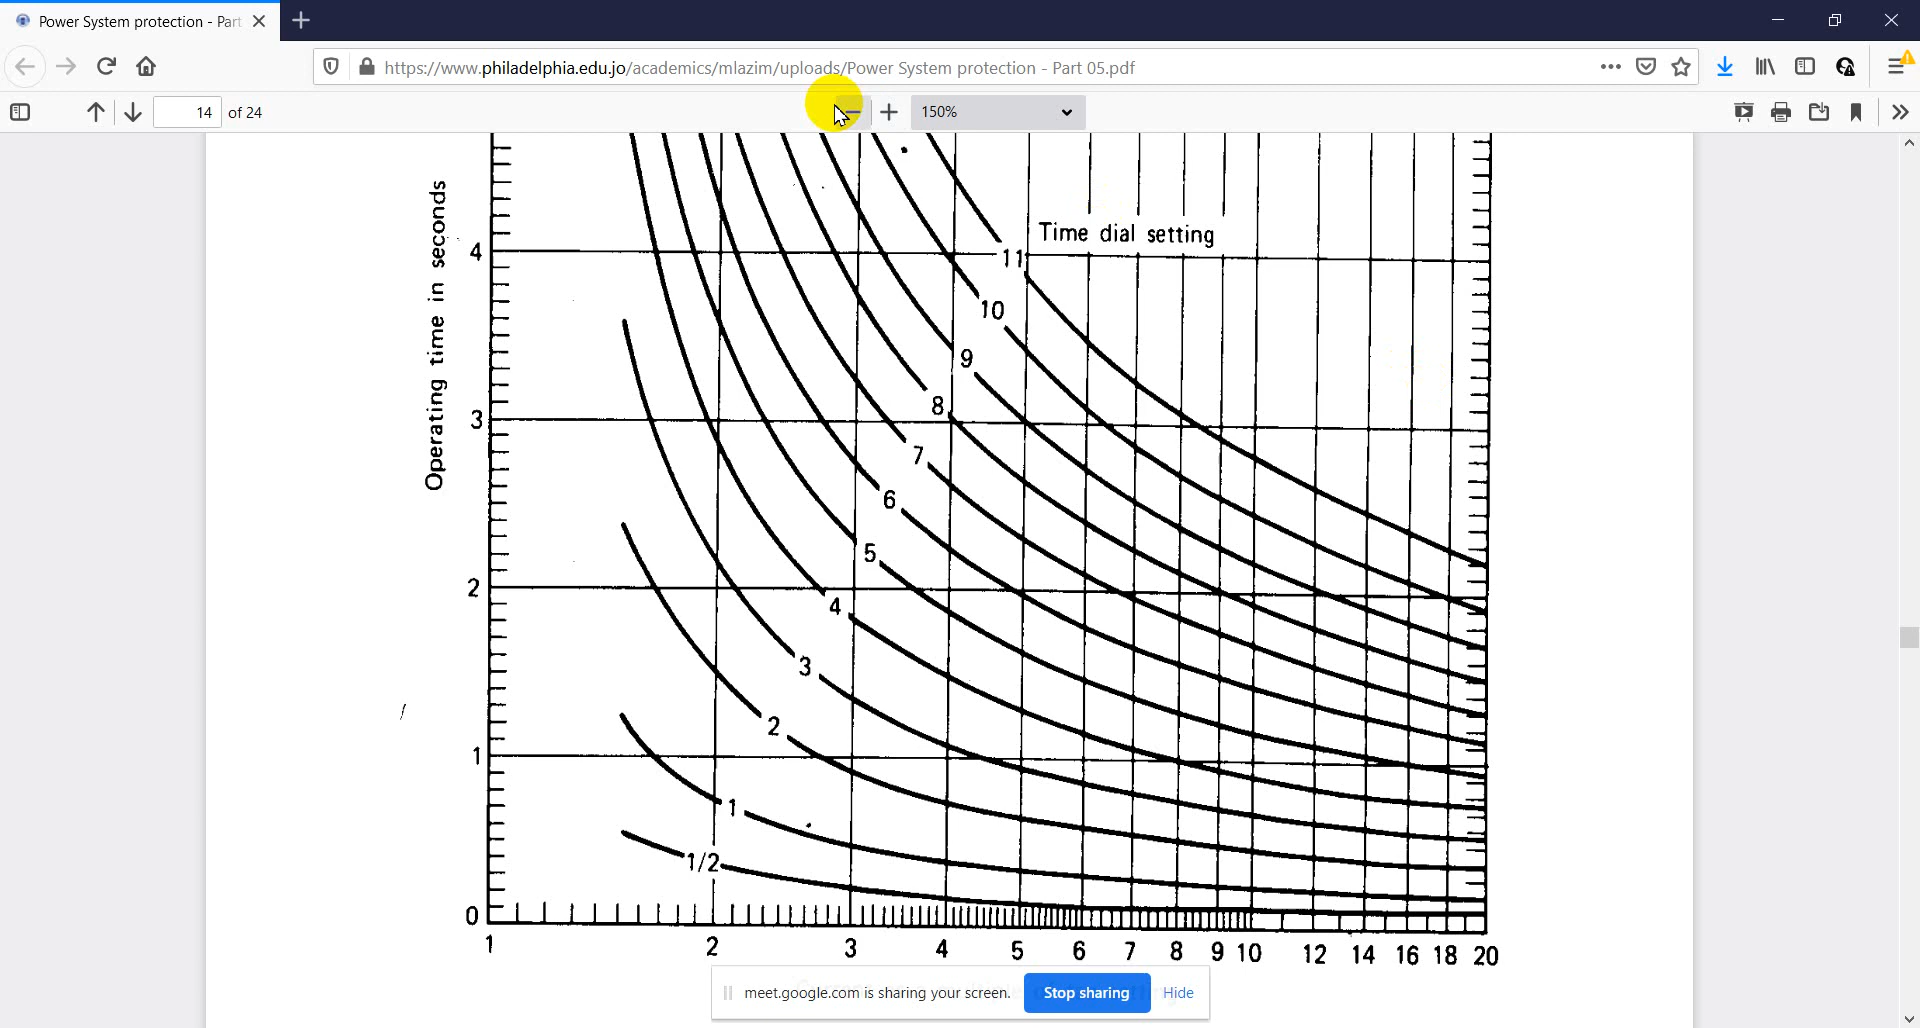 Power System protection - Part
https://www.philadelphia.edu.jo/academics/mlazim/uploads/Power System protection - Part 05.pdf
14 of 24
150%
Operating time in seconds
4
3
2
1
0
Time dial setting
11
10
9
8
7
6
5
4
3
2
1
1/2
1 2 3 4 5 6 7 8 9 10 12 14 16 18 20
meet.google.com is sharing your screen. Stop sharing Hide